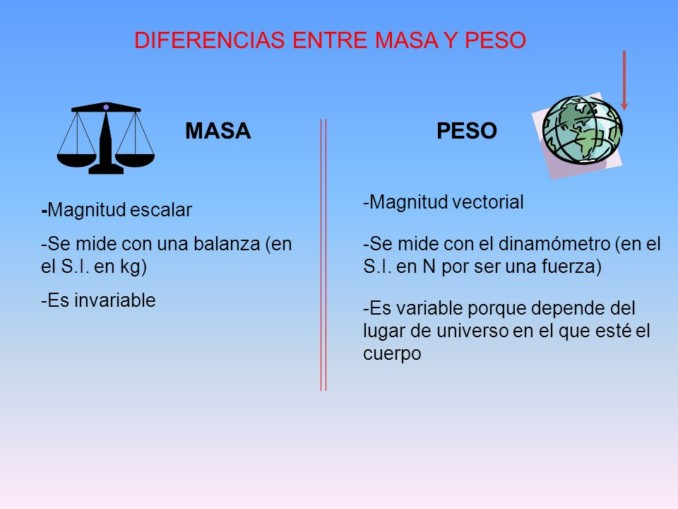 DIFERENCIAS ENTRE MASA Y PESO
MASA
-Magnitud escalar
-Se mide con una balanza (en
el S.I. en kg)
-Es invariable
PESO
-Magnitud vectorial
-Se mide con el dinamómetro (en el
S.I. en N por ser una fuerza)
-Es variable porque depende del
lugar de universo en el que esté el
cuerpo